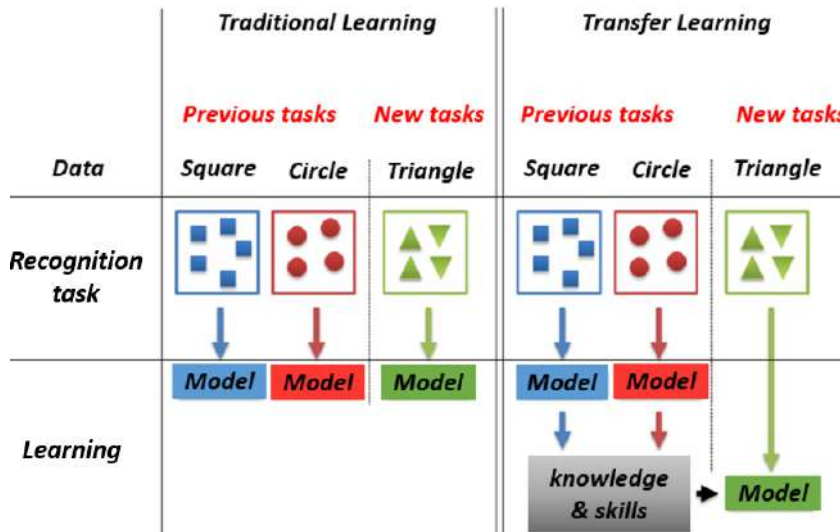 Traditional Learning Transfer Learning
Previous tasks New tasks Previous tasks New tasks
Data Square Circle Triangle Square Circle Triangle
Recognition
task
Model Model Model Model Model
Learning
knowledge
& skills
Model